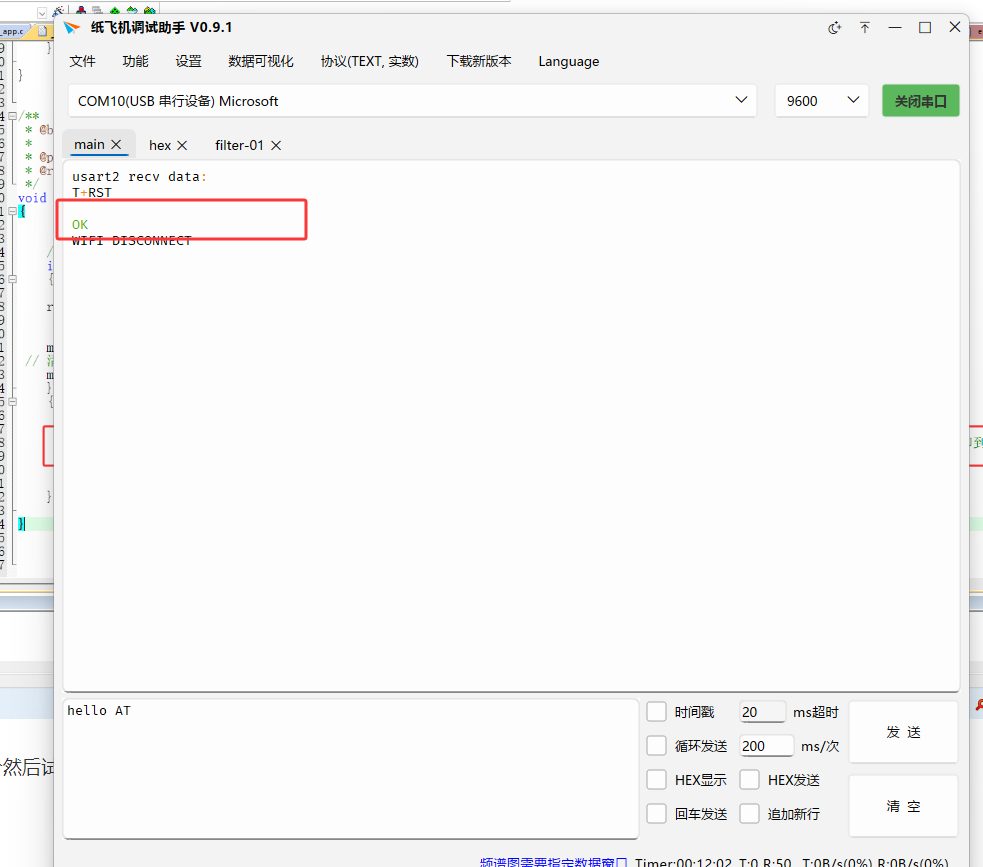 _app.c
纸飞机调试助手 V0.9.1
文件 功能 设置 数据可视化 协议(TEXT, 实数) 下载新版本 Language
COM10(USB 串行设备) Microsoft
9600
关闭串口
main
hex
filter-01
usart2 recv data:
T+RST
OK
WIFI DISCONNECT
/**
* @b
*
* @p
* @r
*/
void
{
//
}
hello AT
时间戳 20 ms超时
循环发送 200 ms/次
HEX显示 HEX发送
回车发送 追加新行
发 送
清 空
然后试
频谱图需要指定数据窗口 Timer:00:12:02 T:0 R:50 T:0B/s(0%) R:0B/s(0%)